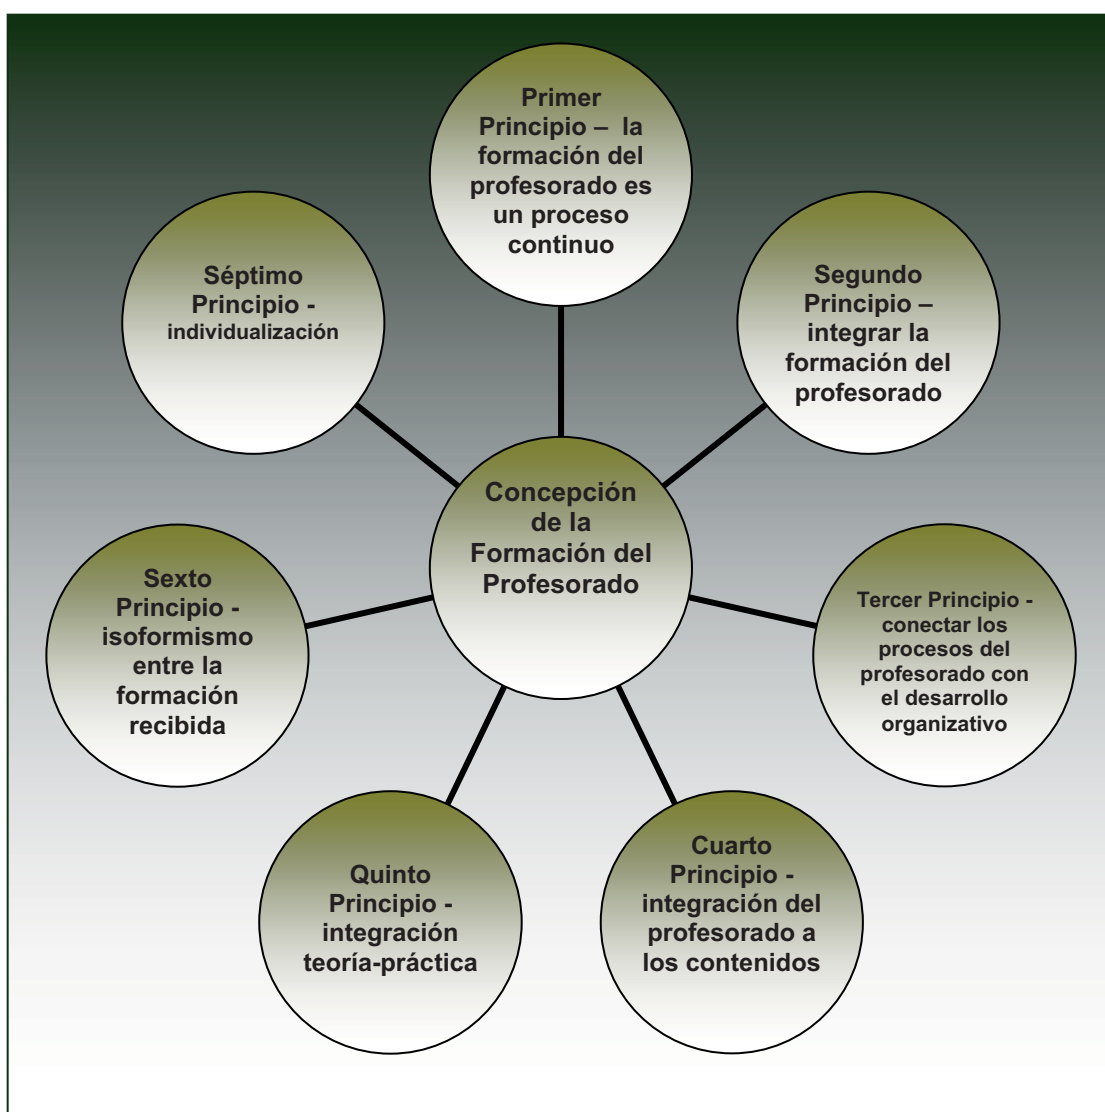 Primer
Principio – la
formación del
profesorado es
un proceso
continuo
Segundo
Principio –
integrar la
formación del
profesorado
Tercer Principio -
conectar los
procesos del
profesorado con
el desarrollo
organizativo
Cuarto
Principio -
integración del
profesorado a
los contenidos
Quinto
Principio -
integración
teoría-práctica
Sexto
Principio -
isoformismo
entre la
formación
recibida
Séptimo
Principio -
individualización
Concepción
de la
Formación del
Profesorado